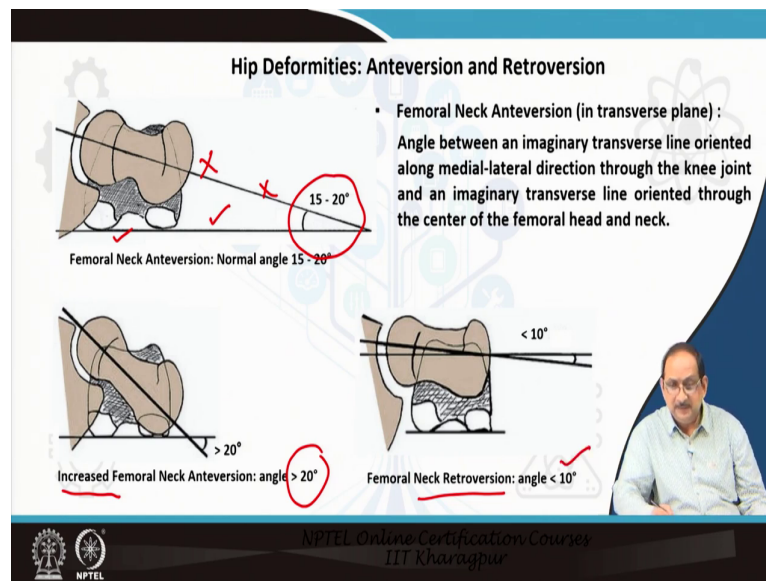 Hip Deformities: Anteversion and Retroversion
• Femoral Neck Anteversion (in transverse plane) :
Angle between an imaginary transverse line oriented
along medial-lateral direction through the knee joint
and an imaginary transverse line oriented through
the center of the femoral head and neck.
15 - 20°
Femoral Neck Anteversion: Normal angle 15 - 20°
> 20°
Increased Femoral Neck Anteversion: angle > 20°
< 10°
Femoral Neck Retroversion: angle < 10°
NPTEL Online Certification Courses
IIT Kharagpur
NPTEL